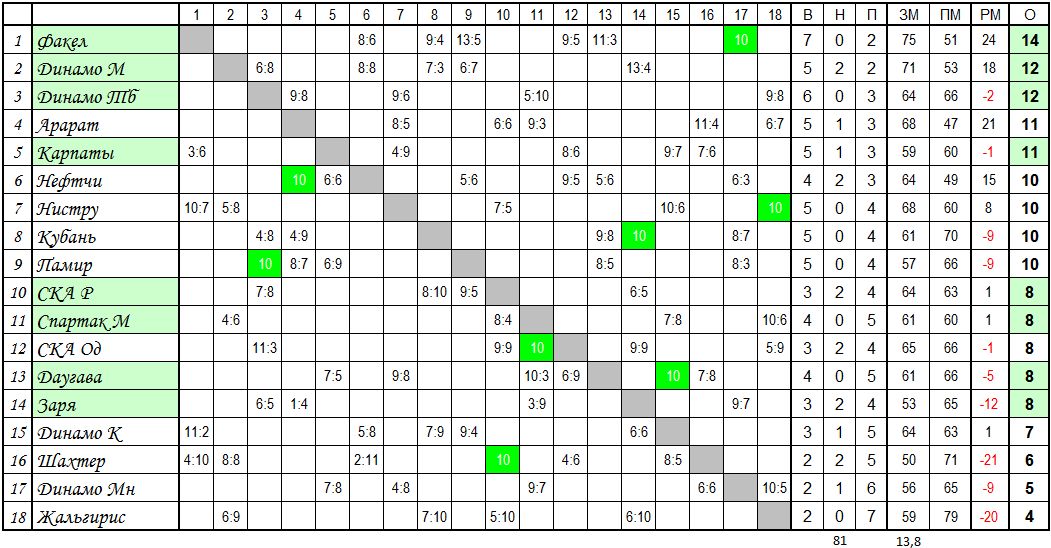 1 2 3 4 5 6 7 8 9 10 11 12 13 14 15 16 17 18 В Н П ЗМ ПМ РМ О
1 Факел 8:6 9:4 13:5 9:5 11:3 10 7 0 2 75 51 24 14
2 Динамо М 6:8 8:8 7:3 6:7 13:4 5 2 2 71 53 18 12
3 Динамо Тб 9:8 9:6 5:10 9:8 6 0 3 64 66 -2 12
4 Арарат 8:5 6:6 9:3 11:4 6:7 5 1 3 68 47 21 11
5 Карпаты 3:6 4:9 8:6 9:7 7:6 5 1 3 59 60 -1 11
6 Нефтчи 10 6:6 5:6 9:5 5:6 6:3 4 2 3 64 49 15 10
7 Нистру 10:7 5:8 7:5 10:6 10 5 0 4 68 60 8 10
8 Кубань 4:8 4:9 9:8 10 8:7 5 0 4 61 70 -9 10
9 Памир 10 8:7 6:9 8:5 8:3 5 0 4 57 66 -9 10
10 СКА Р 7:8 8:10 9:5 6:5 3 2 4 64 63 1 8
11 Спартак М 4:6 8:4 7:8 10:6 4 0 5 61 60 1 8
12 СКА Од 11:3 9:9 10 9:9 5:9 3 2 4 65 66 -1 8
13 Даугава 7:5 9:8 10:3 6:9 10 7:8 4 0 5 61 66 -5 8
14 Заря 6:5 1:4 3:9 9:7 3 2 4 53 65 -12 8
15 Динамо К 11:2 5:8 7:9 9:4 6:6 3 1 5 64 63 1 7
16 Шахтер 4:10 8:8 2:11 10 4:6 8:5 2 2 5 50 71 -21 6
17 Динамо Мн 7:8 4:8 9:7 6:6 10:5 2 1 6 56 65 -9 5
18 Жальгирис 6:9 7:10 5:10 6:10 2 0 7 59 79 -20 4
81 13,8